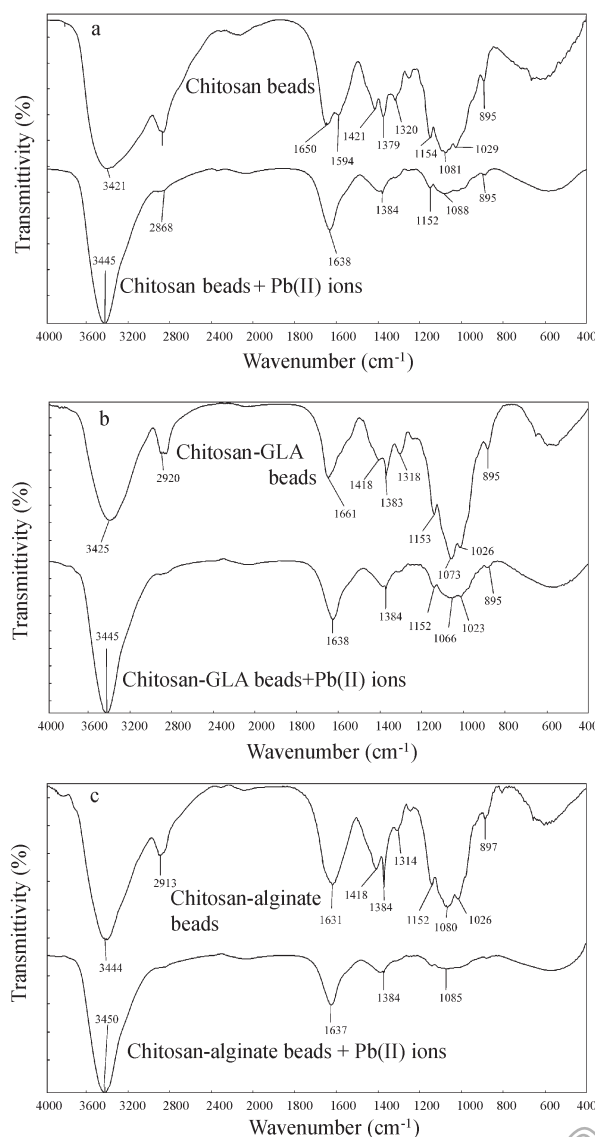 a
Chitosan beads
Transmittivity (%)
3421
1650
1594
1421
1379
1320
1154
1081
1029
895
2868
3445
1638
1384
1152
1088
895
Chitosan beads + Pb(II) ions
4000 3600 3200 2800 2400 2000 1600 1400 1200 1000 800 600 400
Wavenumber (cm-1)
b
Chitosan-GLA
beads
Transmittivity (%)
2920
3425
1661
1418
1383
1318
1153
1073
1026
895
3445
1638
1384
1152
1066
1023
895
Chitosan-GLA beads+Pb(II) ions
4000 3600 3200 2800 2400 2000 1600 1400 1200 1000 800 600 400
Wavenumber (cm-1)
c
Chitosan-alginate
beads
Transmittivity (%)
2913
3444
1631
1418
1384
1314
1152
1080
1026
897
3450
1637
1384
1085
Chitosan-alginate beads + Pb(II) ions
4000 3600 3200 2800 2400 2000 1600 1400 1200 1000 800 600 400
Wavenumber (cm-1)